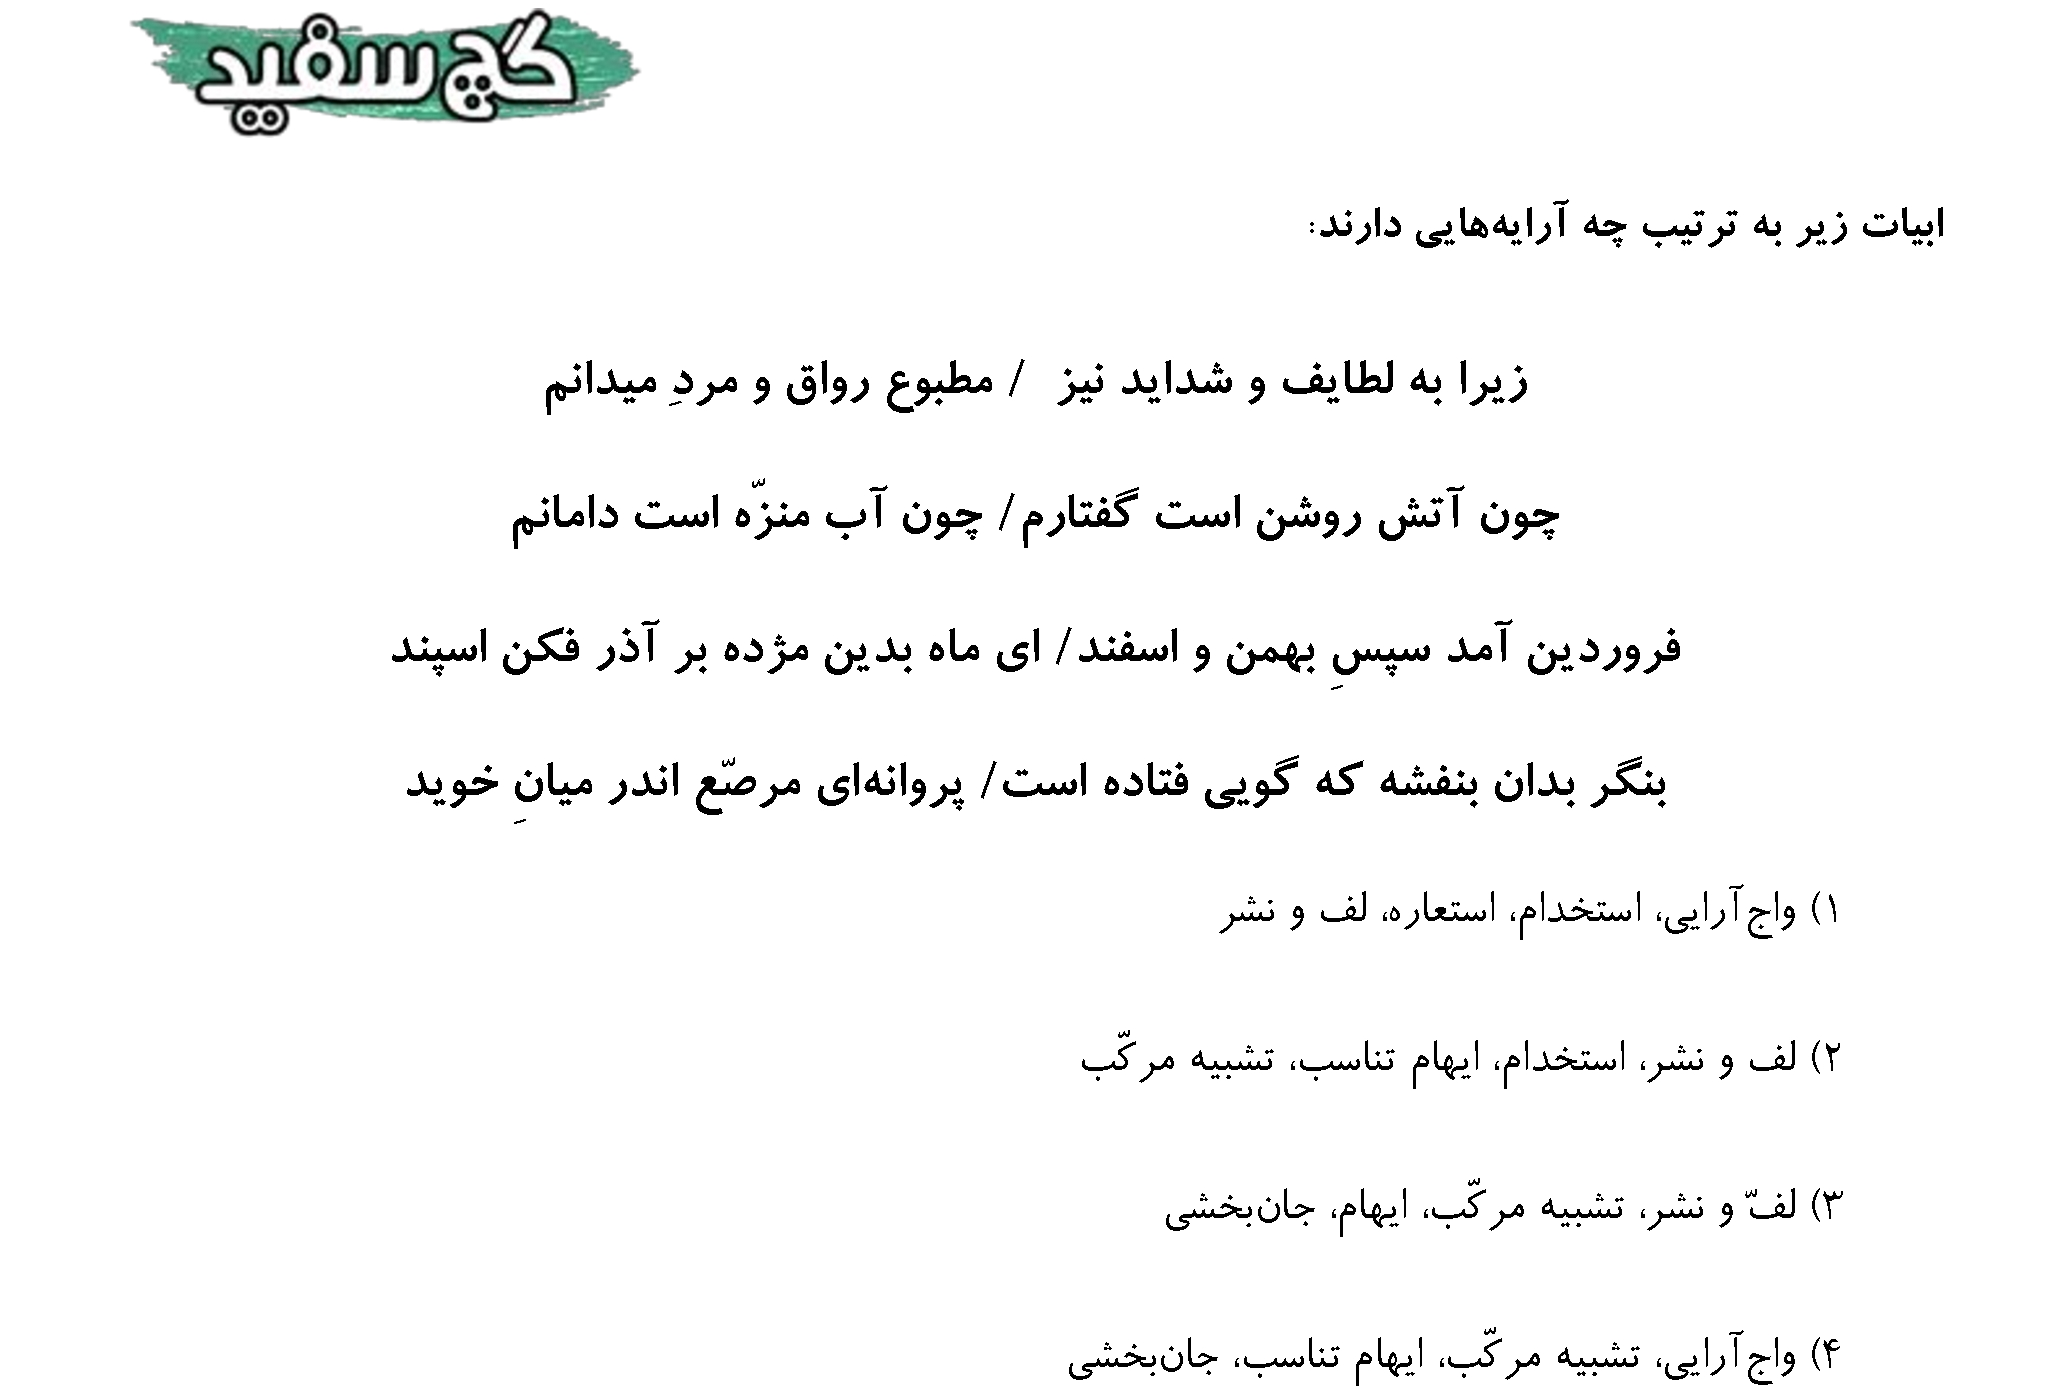 گچ سفید
ابیات زیر به ترتیب چه آرایه‌هایی دارند:
زیرا به لطایف و شداید نیز / مطبوع رواق و مردِ میدانم
چون آتش روشن است گفتارم/ چون آب منزّه است دامانم
فروردین آمد سپسِ بهمن و اسفند/ ای ماه بدین مژده بر آذر فکن اسپند
بنگر بدان بنفشه که گویی فتاده است/ پروانه‌ای مرصّع اندر میانِ خوید
۱) واج‌آرایی، استخدام، استعاره، لف و نشر
۲) لف و نشر، استخدام، ایهام تناسب، تشبیه مرکّب
۳) لفّ و نشر، تشبیه مرکّب، ایهام، جان‌بخشی
۴) واج‌آرایی، تشبیه مرکّب، ایهام تناسب، جان‌بخشی